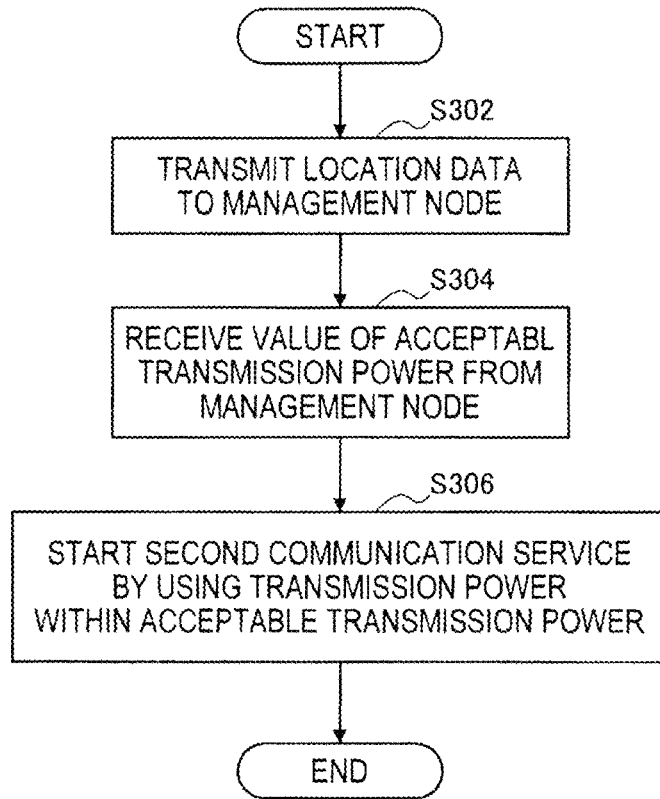 START
S302
TRANSMIT LOCATION DATA
TO MANAGEMENT NODE
S304
RECEIVE VALUE OF ACCEPTABL
TRANSMISSION POWER FROM
MANAGEMENT NODE
S306
START SECOND COMMUNICATION SERVICE
BY USING TRANSMISSION POWER
WITHIN ACCEPTABLE TRANSMISSION POWER
END